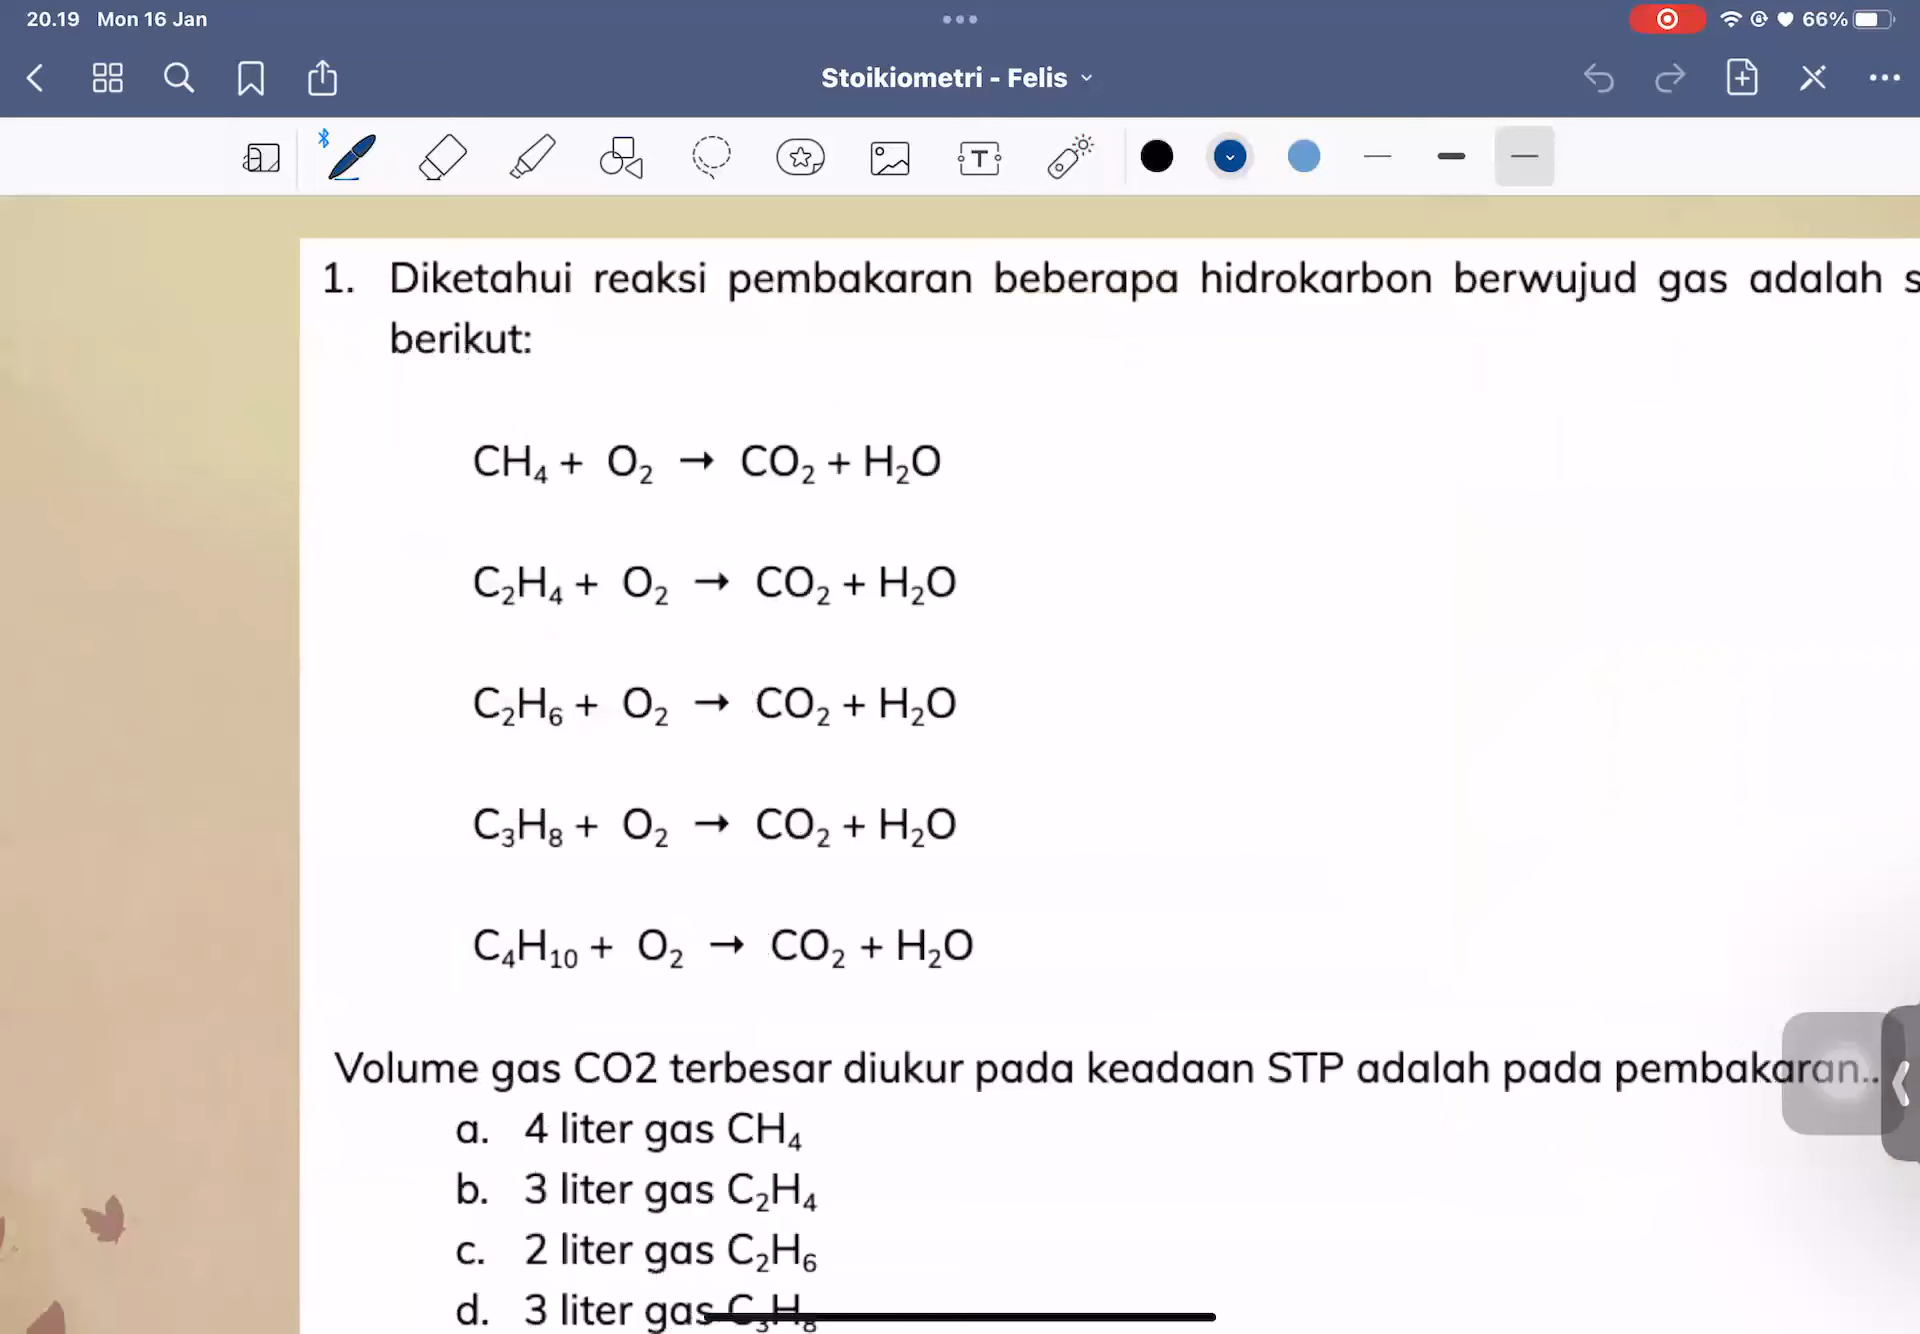 20.19 Mon 16 Jan
66%
Stoikiometri - Felis
1. Diketahui reaksi pembakaran beberapa hidrokarbon berwujud gas adalah s
berikut:
CH₄ + O₂ → CO₂ + H₂O
C₂H₄ + O₂ → CO₂ + H₂O
C₂H₆ + O₂ → CO₂ + H₂O
C₃H₈ + O₂ → CO₂ + H₂O
C₄H₁₀ + O₂ → CO₂ + H₂O
Volume gas CO2 terbesar diukur pada keadaan STP adalah pada pembakaran..
a. 4 liter gas CH₄
b. 3 liter gas C₂H₄
c. 2 liter gas C₂H₆
d. 3 liter gas C₃H₈